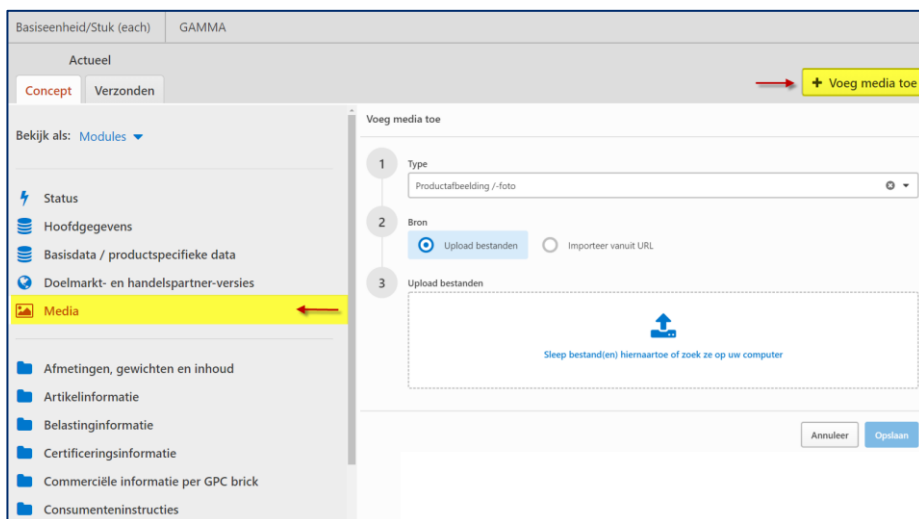 Basiseenheid/Stuk (each) GAMMA
Actueel
Concept Verzonden
+ Voeg media toe
Bekijk als: Modules
Status
Hoofdgegevens
Basisdata / productspecifieke data
Doelmarkt- en handelspartner-versies
Media
Afmetingen, gewichten en inhoud
Artikelinformatie
Belastinginformatie
Certificeringsinformatie
Commerciële informatie per GPC brick
Consumenteninstructies
Voeg media toe
1 Type
Productafbeelding /-foto
2 Bron
Upload bestanden Importeer vanuit URL
3 Upload bestanden
Sleep bestand(en) hiernaartoe of zoek ze op uw computer
Annuleer Opslaan